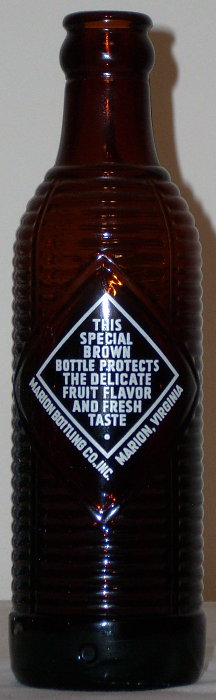 THIS
SPECIAL
BROWN
BOTTLE PROTECTS
THE DELICATE
FRUIT FLAVOR
AND FRESH
TASTE
MARION BOTTLING CO., INC.
MARION, VIRGINIA